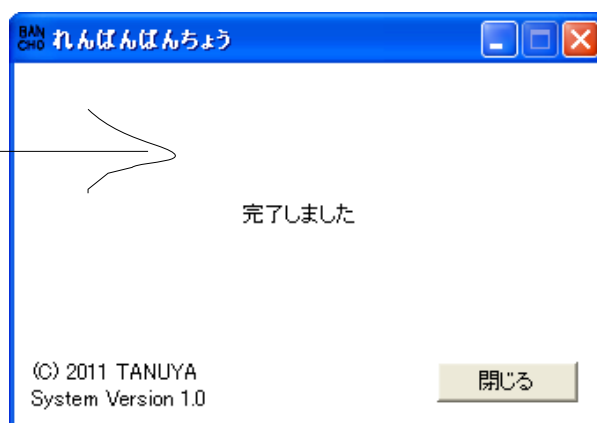 BAN
CHO
れんばんばんちょう
完了しました
(C) 2011 TANUYA
System Version 1.0
閉じる